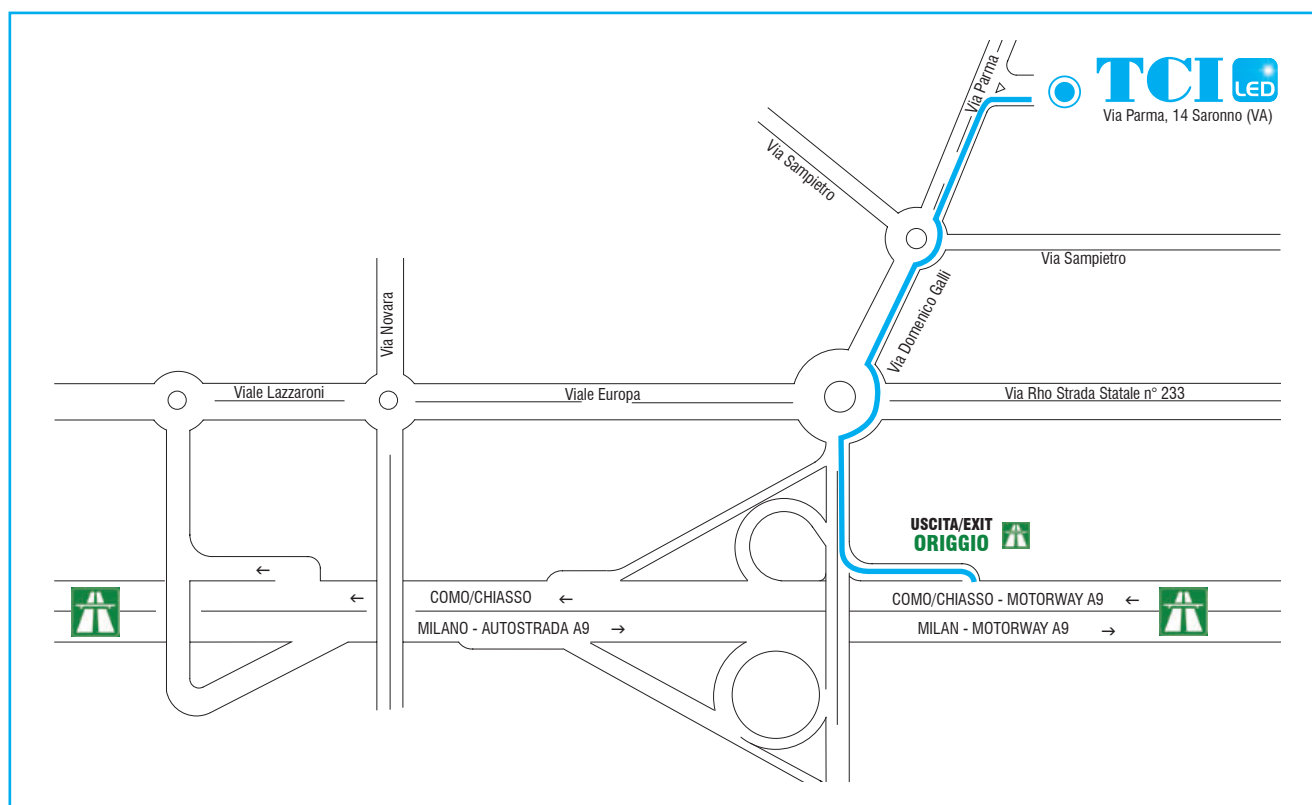 TCI LED
Via Parma, 14 Saronno (VA)
Via Parma
Via Sampietro
Via Sampietro
Via Domenico Galli
Via Novara
Viale Lazzaroni
Viale Europa
Via Rho Strada Statale n° 233
USCITA/EXIT
ORIGGIO
COMO/CHIASSO ←
COMO/CHIASSO - MOTORWAY A9 ←
MILANO - AUTOSTRADA A9 →
MILAN - MOTORWAY A9 →